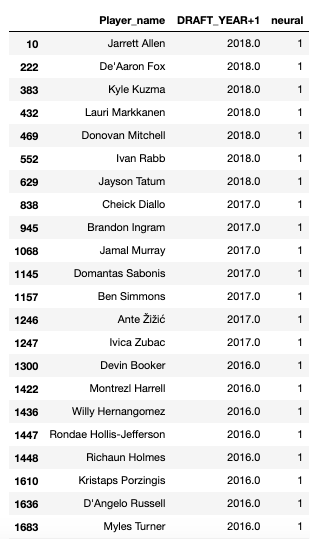 Player_name DRAFT_YEAR+1 neural
10 Jarrett Allen 2018.0 1
222 De'Aaron Fox 2018.0 1
383 Kyle Kuzma 2018.0 1
432 Lauri Markkanen 2018.0 1
469 Donovan Mitchell 2018.0 1
552 Ivan Rabb 2018.0 1
629 Jayson Tatum 2018.0 1
838 Cheick Diallo 2017.0 1
945 Brandon Ingram 2017.0 1
1068 Jamal Murray 2017.0 1
1145 Domantas Sabonis 2017.0 1
1157 Ben Simmons 2017.0 1
1246 Ante Žižić 2017.0 1
1247 Ivica Zubac 2017.0 1
1300 Devin Booker 2016.0 1
1422 Montrezl Harrell 2016.0 1
1436 Willy Hernangomez 2016.0 1
1447 Rondae Hollis-Jefferson 2016.0 1
1448 Richaun Holmes 2016.0 1
1610 Kristaps Porzingis 2016.0 1
1636 D'Angelo Russell 2016.0 1
1683 Myles Turner 2016.0 1